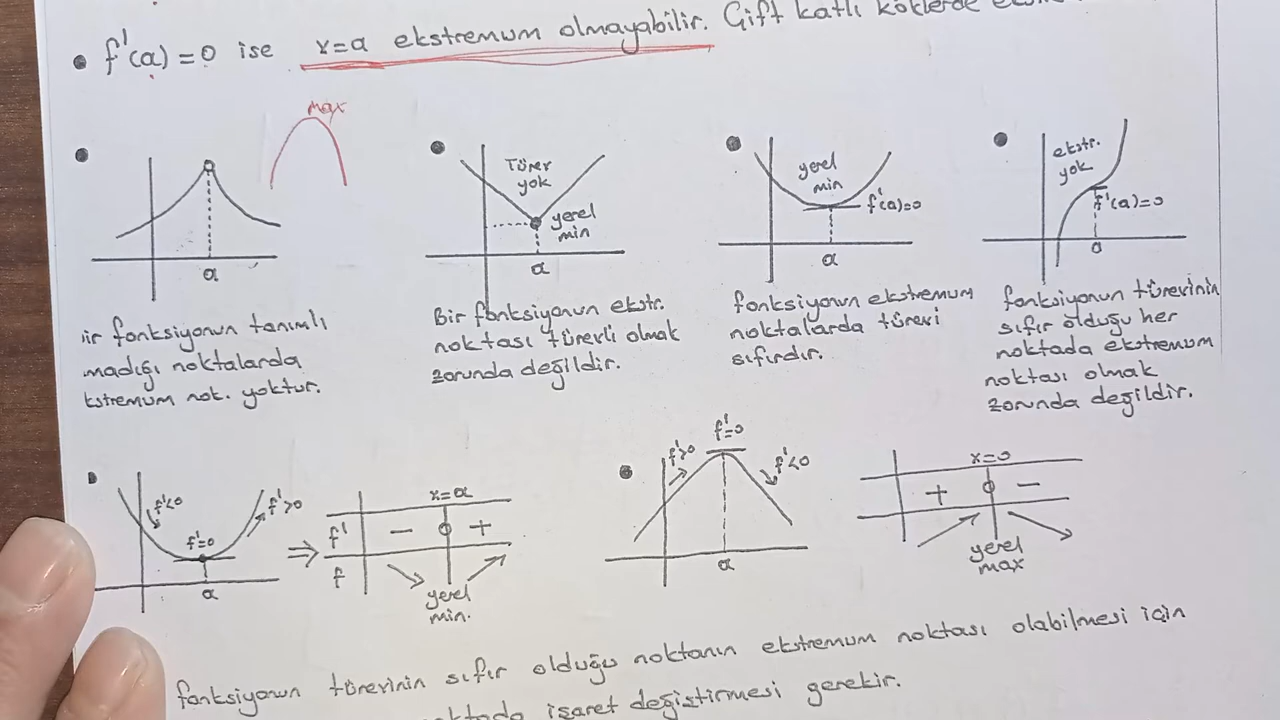 f'(a)=0 ise x=a ekstremum olmayabilir. Çift katlı köklerde
max
a
Türev yok
yerel min
a
yerel min
f'(a)=0
a
ekstr. yok
f'(a)=0
a
ir fonksiyonun tanımlı
madığı noktalarda
kstremum nok. yoktur.
Bir fonksiyonun ekstr.
noktası türevli olmak
zorunda değildir.
fonksiyonun ekstremum
noktalarda türevi
sıfırdır.
fonksiyonun türevinin
sıfır olduğu her
noktada ekstremum
noktası olmak
zorunda değildir.
f'<0
f'=0
f'>0
a
⇒
x=a
f' - 0 +
f
yerel
min.
f'>0
f'=0
f'<0
a
x=0
+ 0 -
yerel
max
fonksiyonun türevinin sıfır olduğu noktanın ekstremum noktası olabilmesi için
işaret değiştirmesi gerekir.